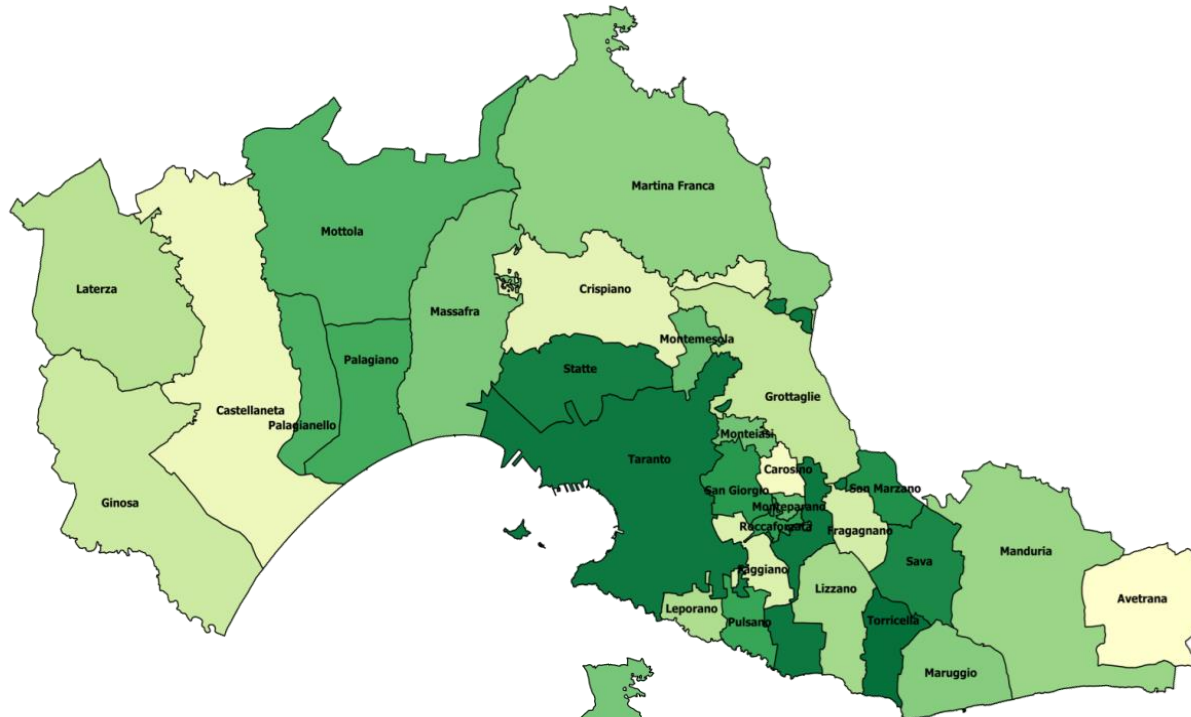 Martina Franca
Mottola
Laterza
Crispiano
Massafra
Montemesola
Palagiano
Statte
Grottaglie
Castellaneta
Palagianello
Monteiasi
Taranto
Carosino
San Giorgio
San Marzano
Ginosa
Monteparano
Roccaforzata
Fragagnano
Manduria
Sava
Faggiano
Lizzano
Avetrana
Leporano
Pulsano
Torricella
Maruggio